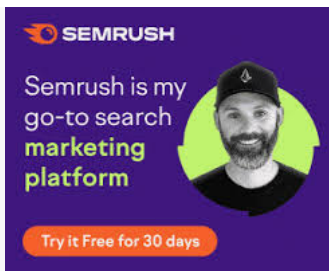 SEMRUSH
Semrush is my
go-to search
marketing
platform
Try it Free for 30 days